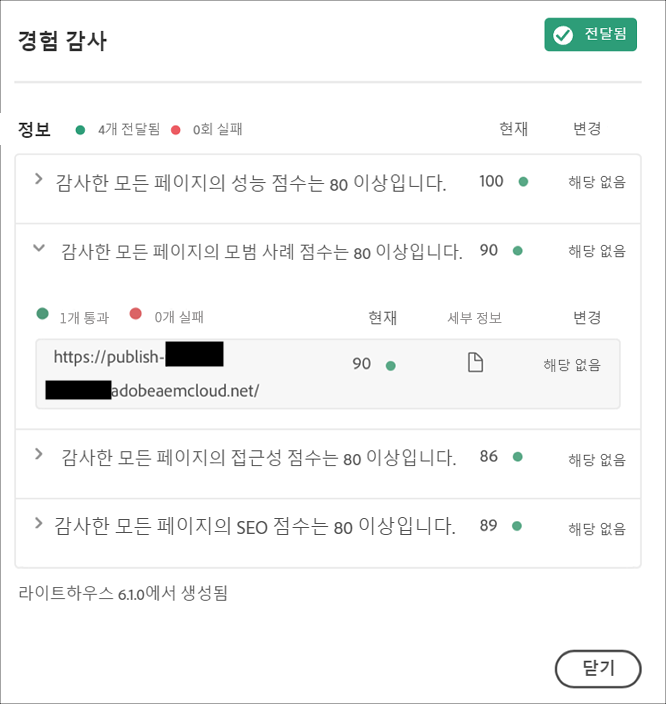 경험 감사
전달됨
정보 4개 전달됨 0회 실패 현재 변경
감사한 모든 페이지의 성능 점수는 80 이상입니다. 100 해당 없음
감사한 모든 페이지의 모범 사례 점수는 80 이상입니다. 90 해당 없음
1개 통과 0개 실패 현재 세부 정보 변경
https://publish-
90 해당 없음
adobeaemcloud.net/
감사한 모든 페이지의 접근성 점수는 80 이상입니다. 86 해당 없음
감사한 모든 페이지의 SEO 점수는 80 이상입니다. 89 해당 없음
라이트하우스 6.1.0에서 생성됨
닫기